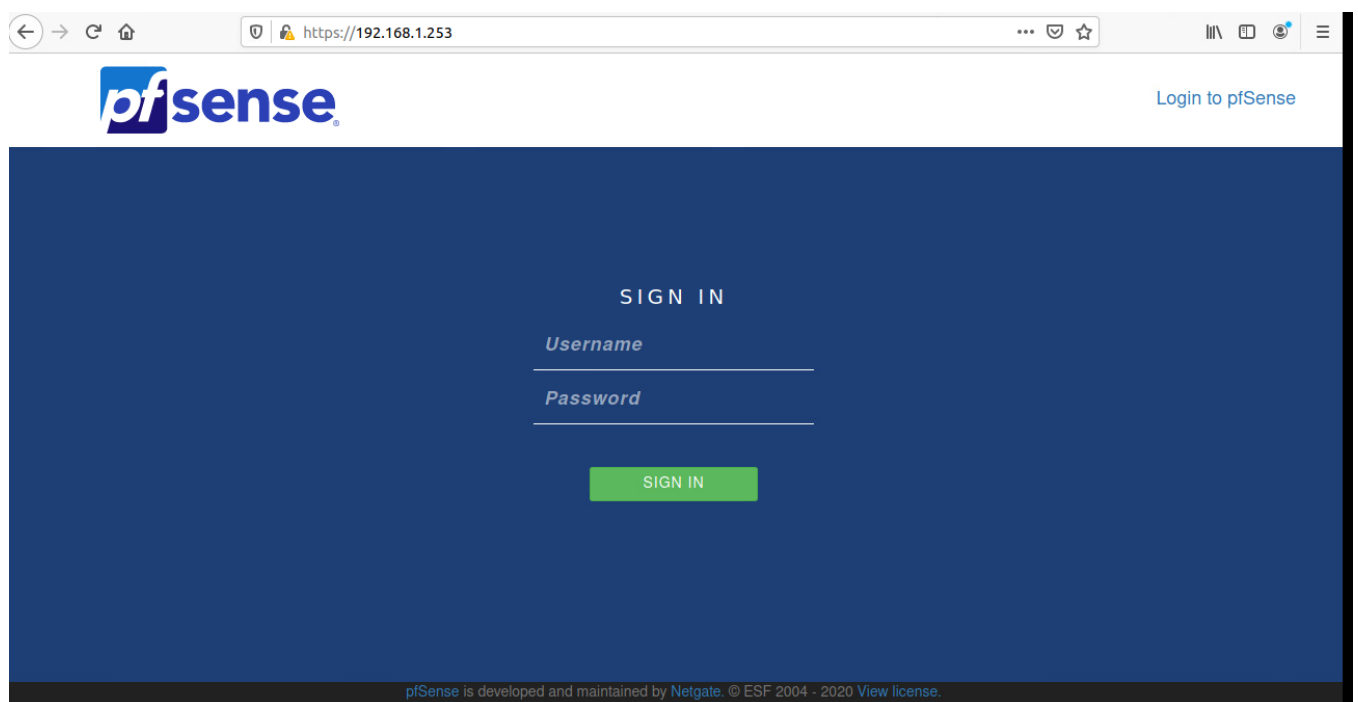 https://192.168.1.253
pfsense®
Login to pfSense
SIGN IN
Username
Password
SIGN IN
pfSense is developed and maintained by Netgate. © ESF 2004 - 2020 View license.